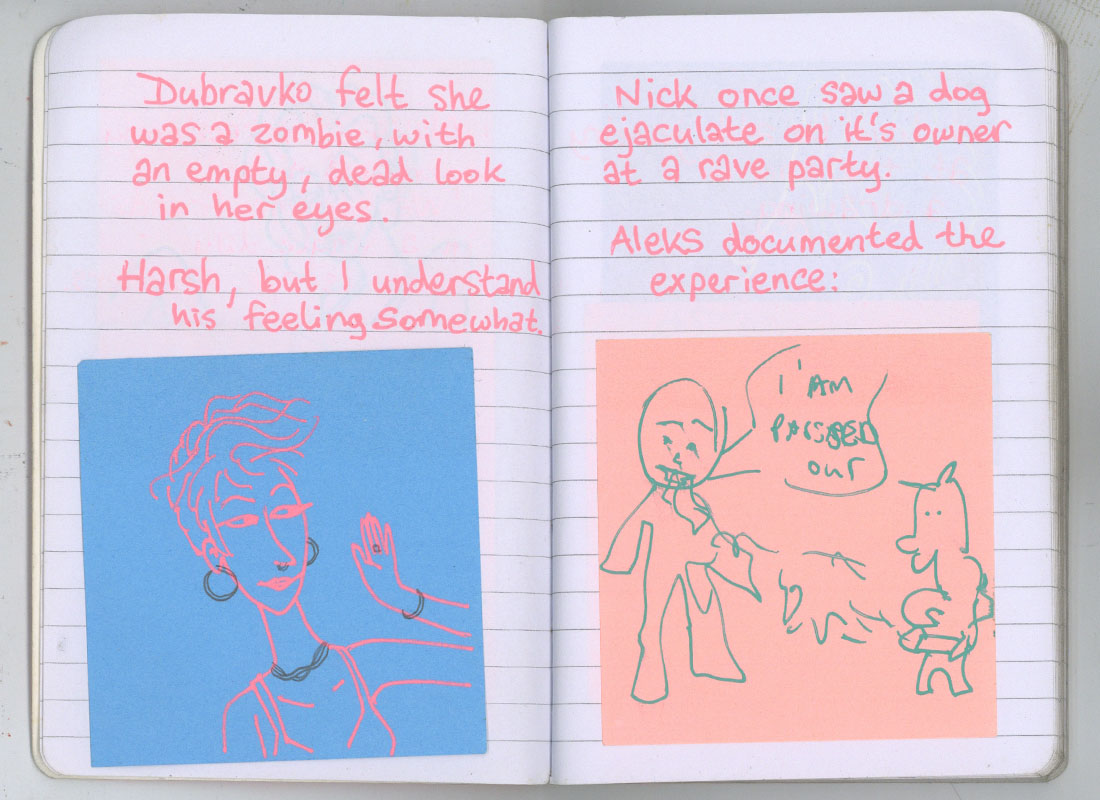 Dubravko felt she
was a zombie, with
an empty, dead look
in her eyes.
Harsh, but I understand
his feeling somewhat.
Nick once saw a dog
ejaculate on it's owner
at a rave party.
Aleks documented the
experience:
I'AM
OUT